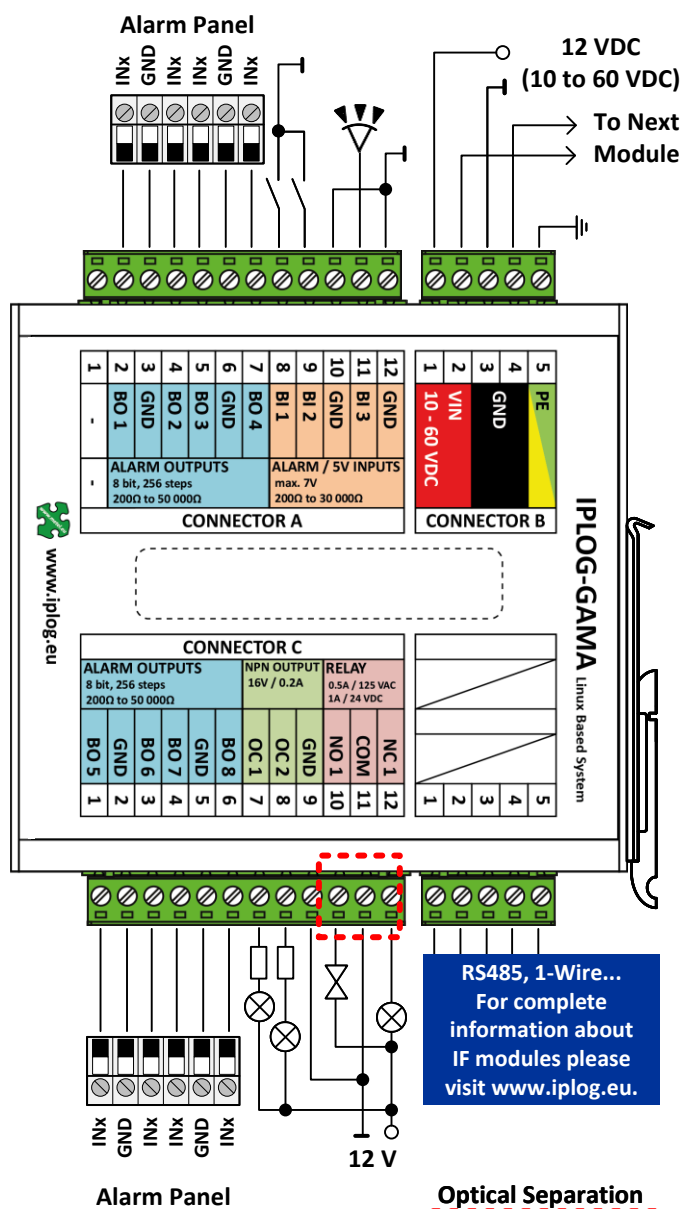 Alarm Panel
INx GND INx INx GND INx
12 VDC
(10 to 60 VDC)
To Next
Module
1 2 3 4 5 6 7 8 9 10 11 12
- BO 1 GND BO 2 BO 3 GND BO 4 BI 1 BI 2 GND BI 3 GND
- ALARM OUTPUTS
8 bit, 256 steps
200Ω to 50 000Ω
ALARM / 5V INPUTS
max. 7V
200Ω to 30 000Ω
CONNECTOR A
1 2 3 4 5
VIN
10 - 60 VDC
GND
PE
CONNECTOR B
www.iplog.eu
IPLOG-GAMA Linux Based System
CONNECTOR C
ALARM OUTPUTS
8 bit, 256 steps
200Ω to 50 000Ω
NPN OUTPUT
16V / 0.2A
RELAY
0.5A / 125 VAC
1A / 24 VDC
BO 5 GND BO 6 BO 7 GND BO 8 OC 1 OC 2 GND NO 1 COM NC 1
1 2 3 4 5 6 7 8 9 10 11 12
1 2 3 4 5
RS485, 1-Wire...
For complete
information about
IF modules please
visit www.iplog.eu.
INx GND INx INx GND INx
12 V
Alarm Panel
Optical Separation